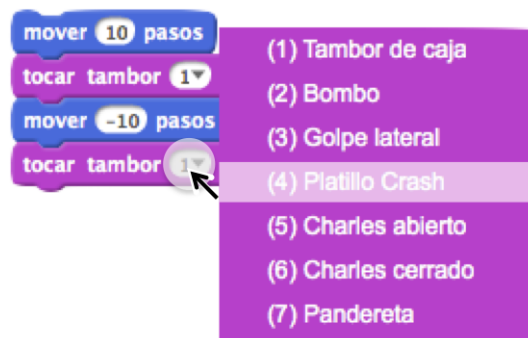 mover 10 pasos
tocar tambor 1
mover -10 pasos
tocar tambor 1
(1) Tambor de caja
(2) Bombo
(3) Golpe lateral
(4) Platillo Crash
(5) Charles abierto
(6) Charles cerrado
(7) Pandereta